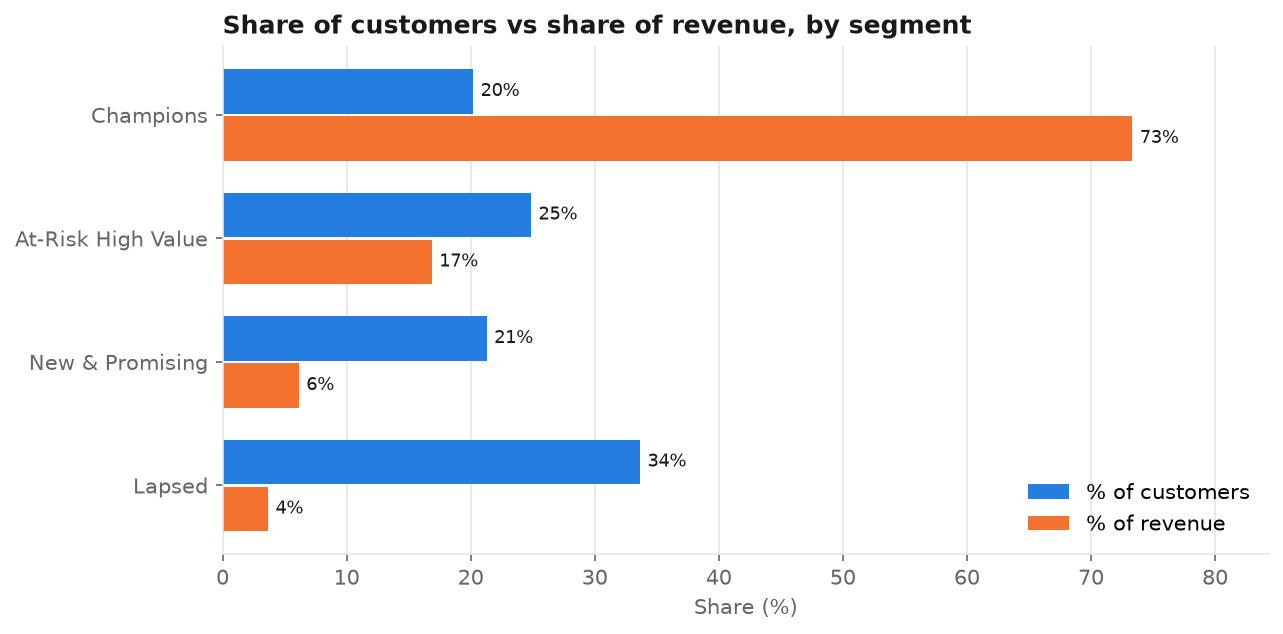 Share of customers vs share of revenue, by segment
Champions
20%
73%
At-Risk High Value
25%
17%
New & Promising
21%
6%
Lapsed
34%
4%
% of customers
% of revenue
0 10 20 30 40 50 60 70 80
Share (%)